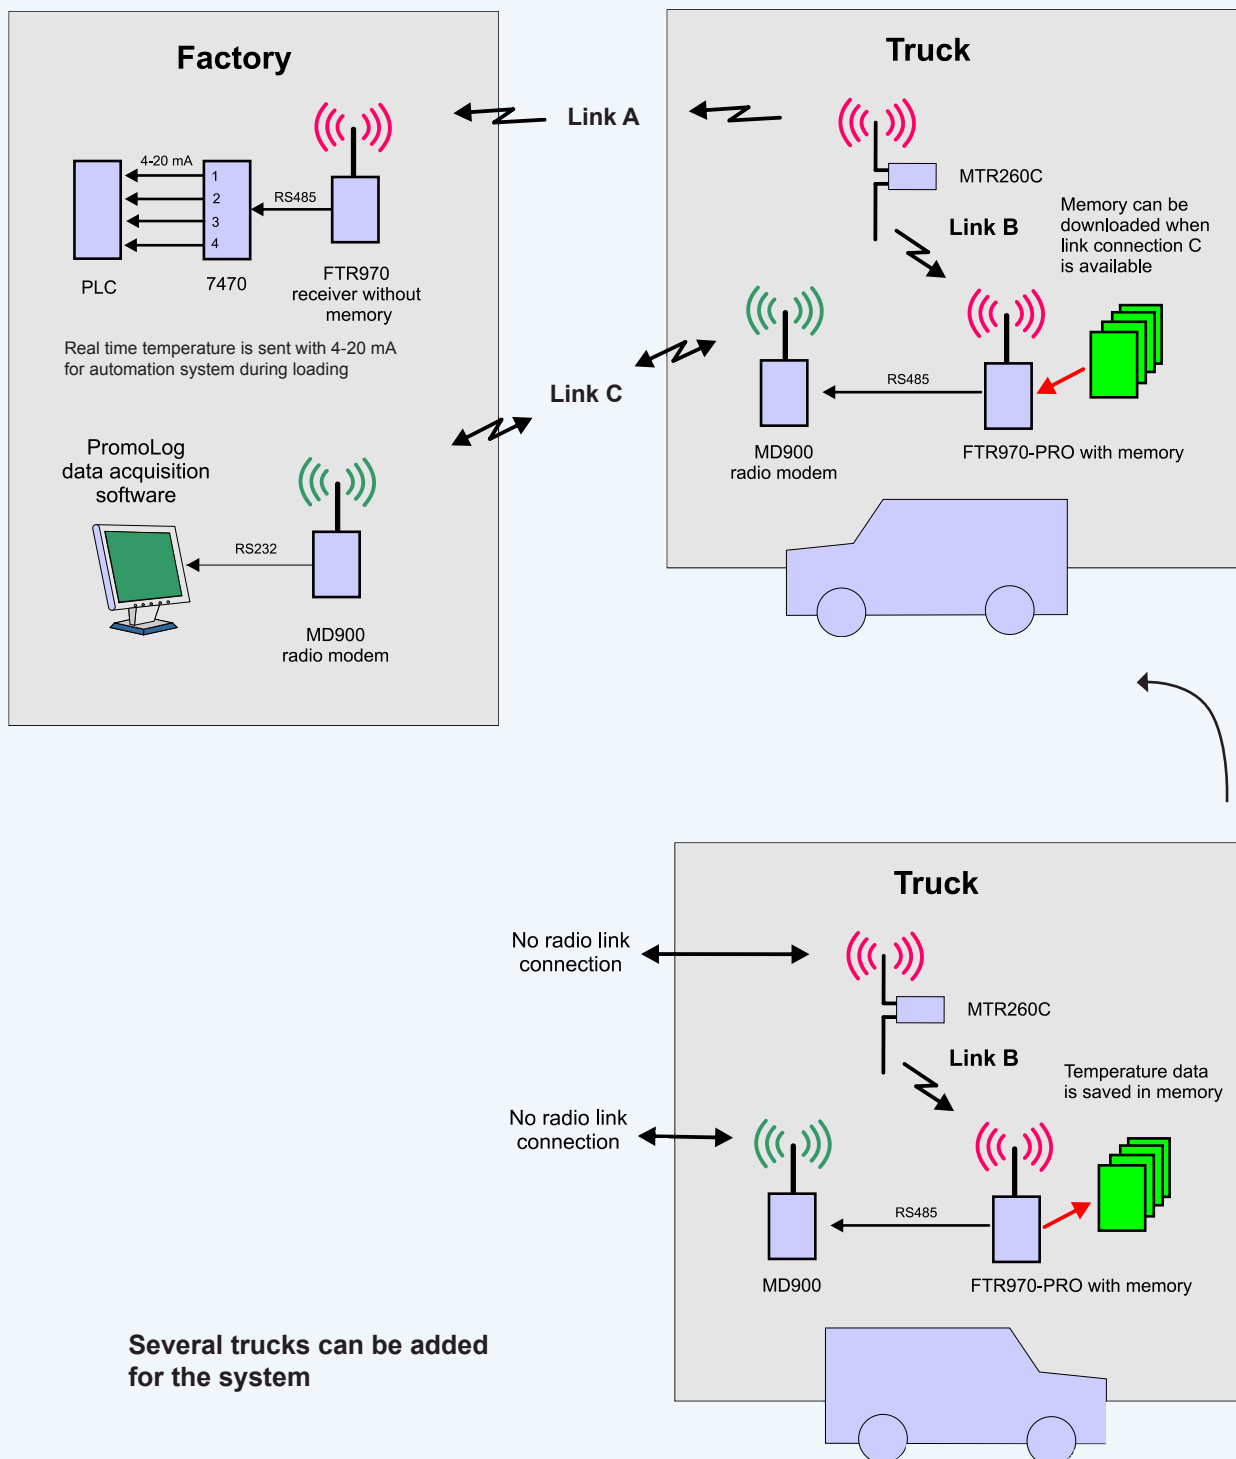 Factory
4-20 mA
1
2
3
4
RS485
PLC
7470
FTR970
receiver without
memory
Real time temperature is sent with 4-20 mA
for automation system during loading
PromoLog
data acquisition
software
RS232
MD900
radio modem
Link A
Link C
Truck
MTR260C
Link B
Memory can be
downloaded when
link connection C
is available
RS485
MD900
radio modem
FTR970-PRO with memory
Truck
No radio link
connection
MTR260C
Link B
Temperature data
is saved in memory
No radio link
connection
RS485
MD900
FTR970-PRO with memory
Several trucks can be added
for the system